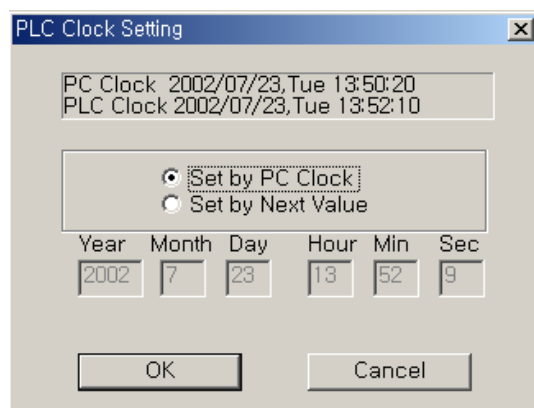 PLC Clock Setting
PC Clock 2002/07/23,Tue 13:50:20
PLC Clock 2002/07/23,Tue 13:52:10
Set by PC Clock
Set by Next Value
Year Month Day Hour Min Sec
2002 7 23 13 52 9
OK Cancel